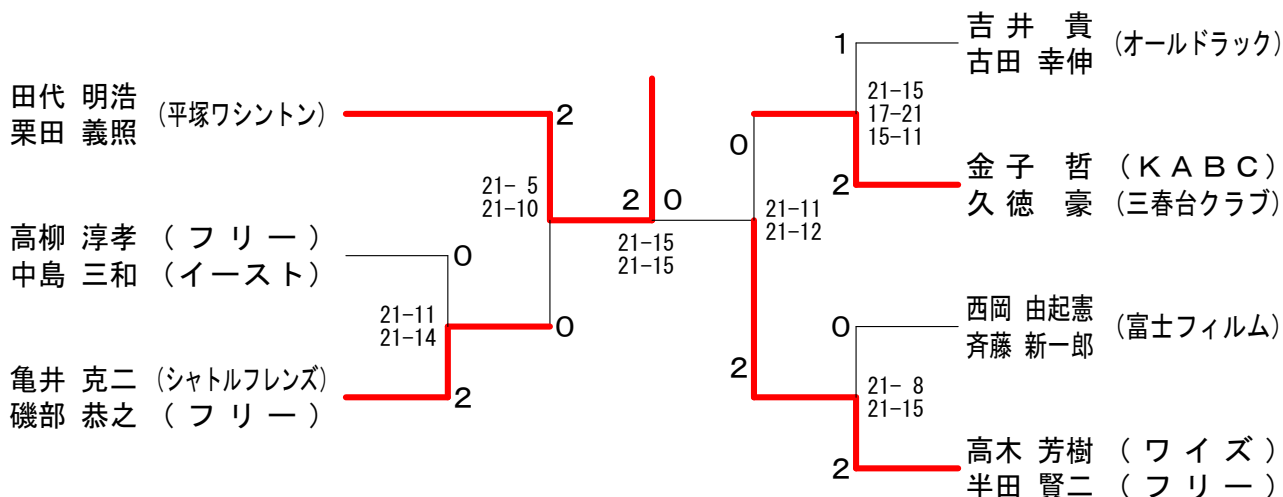 田代 明浩
栗田 義照
(平塚ワシントン)
2
21- 5
21-10
高柳 淳孝 (フリー)
中島 三和 (イースト)
0
21-11
21-14
0
亀井 克二 (シャトルフレンズ)
磯部 恭之 (フリー)
2
2 0
21-15
21-15
吉井 貴
古田 幸伸
(オールドラック)
1
21-15
17-21
15-11
0
金子 哲 (KABC)
久徳 豪 (三春台クラブ)
2
21-11
21-12
西岡 由起憲
斉藤 新一郎
(富士フィルム)
0
21- 8
21-15
2
高木 芳樹 (ワイズ)
半田 賢二 (フリー)
2